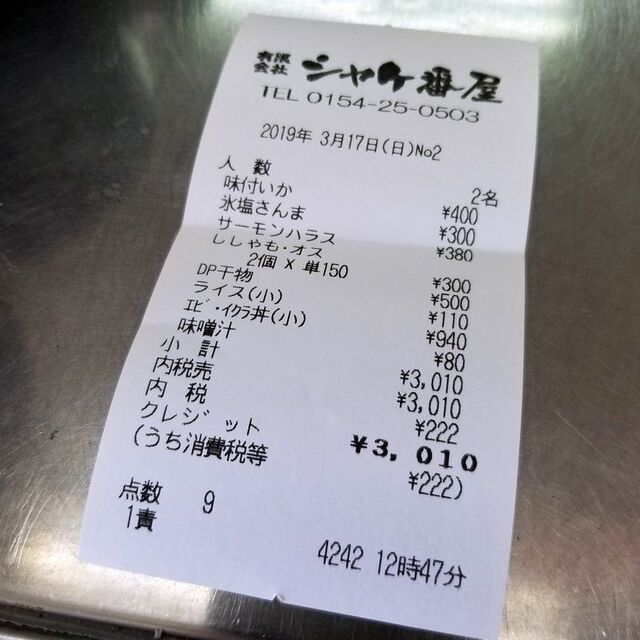 有限会社 シャケ番屋
TEL 0154-25-0503
2019年 3月17日(日)No2
人 数 2名
味付いか ¥400
氷塩さんま ¥300
サーモンハラス ¥380
ししゃも・オス
2個 X 単150 ¥300
DP干物 ¥500
ライス(小) ¥110
エビ・イクラ丼(小) ¥940
味噌汁 ¥80
小 計 ¥3,010
内税売 ¥3,010
内 税 ¥222
クレジット ¥3,010
(うち消費税等 ¥222)
点数 9
1責
4242 12時47分